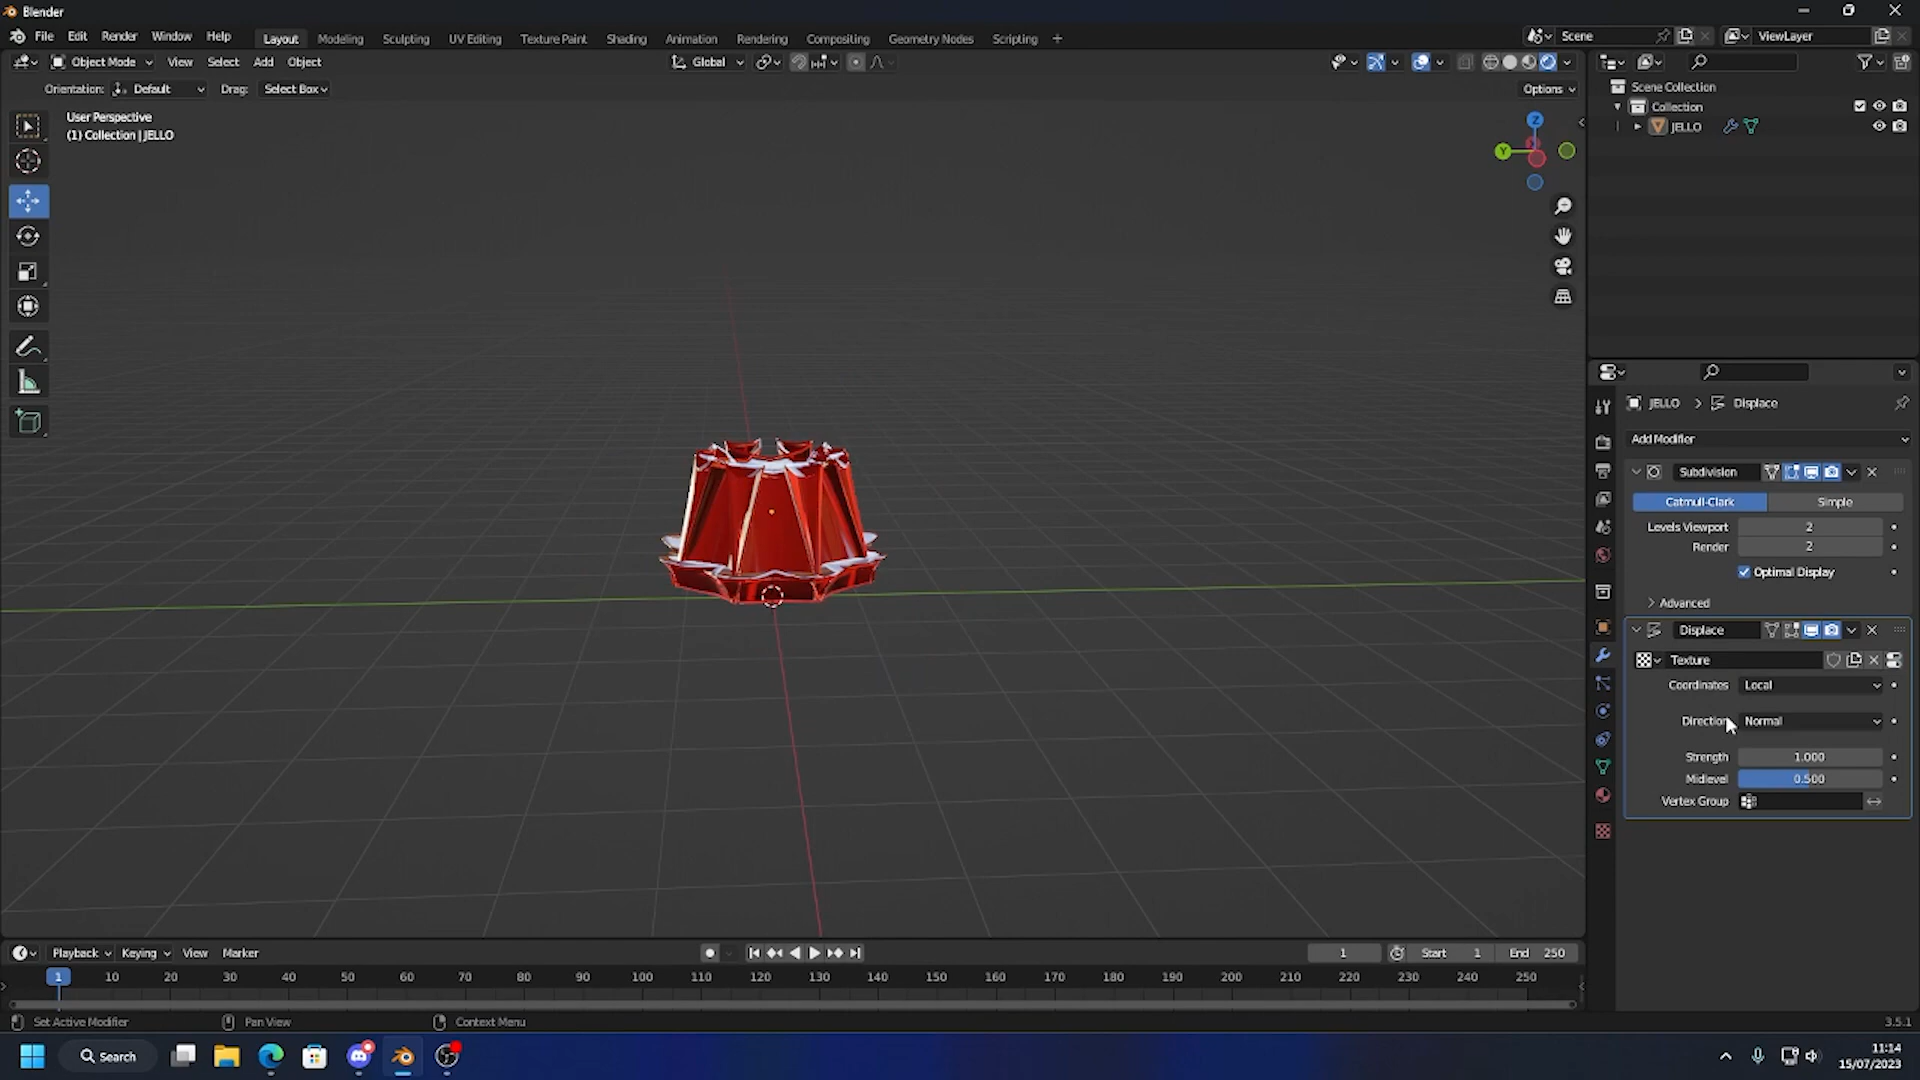 Blender
File Edit Render Window Help
Layout Modeling Sculpting UV Editing Texture Paint Shading Animation Rendering Compositing Geometry Nodes Scripting +
Scene
ViewLayer
Object Mode View Select Add Object
Global
Orientation: Default Drag: Select Box
Options
User Perspective
(1) Collection | JELLO
Z
Y
Scene Collection
Collection
JELLO
JELLO > Displace
Add Modifier
Subdivision
Catmull-Clark Simple
Levels Viewport 2
Render 2
Optimal Display
Advanced
Displace
Texture
Coordinates Local
Direction Normal
Strength 1.000
Midlevel 0.500
Vertex Group
Playback Keying View Marker
1 Start 1 End 250
1 10 20 30 40 50 60 70 80 90 100 110 120 130 140 150 160 170 180 190 200 210 220 230 240 250
Set Active Modifier Pan View Context Menu
3.5.1
Search
11:14
15/07/2023